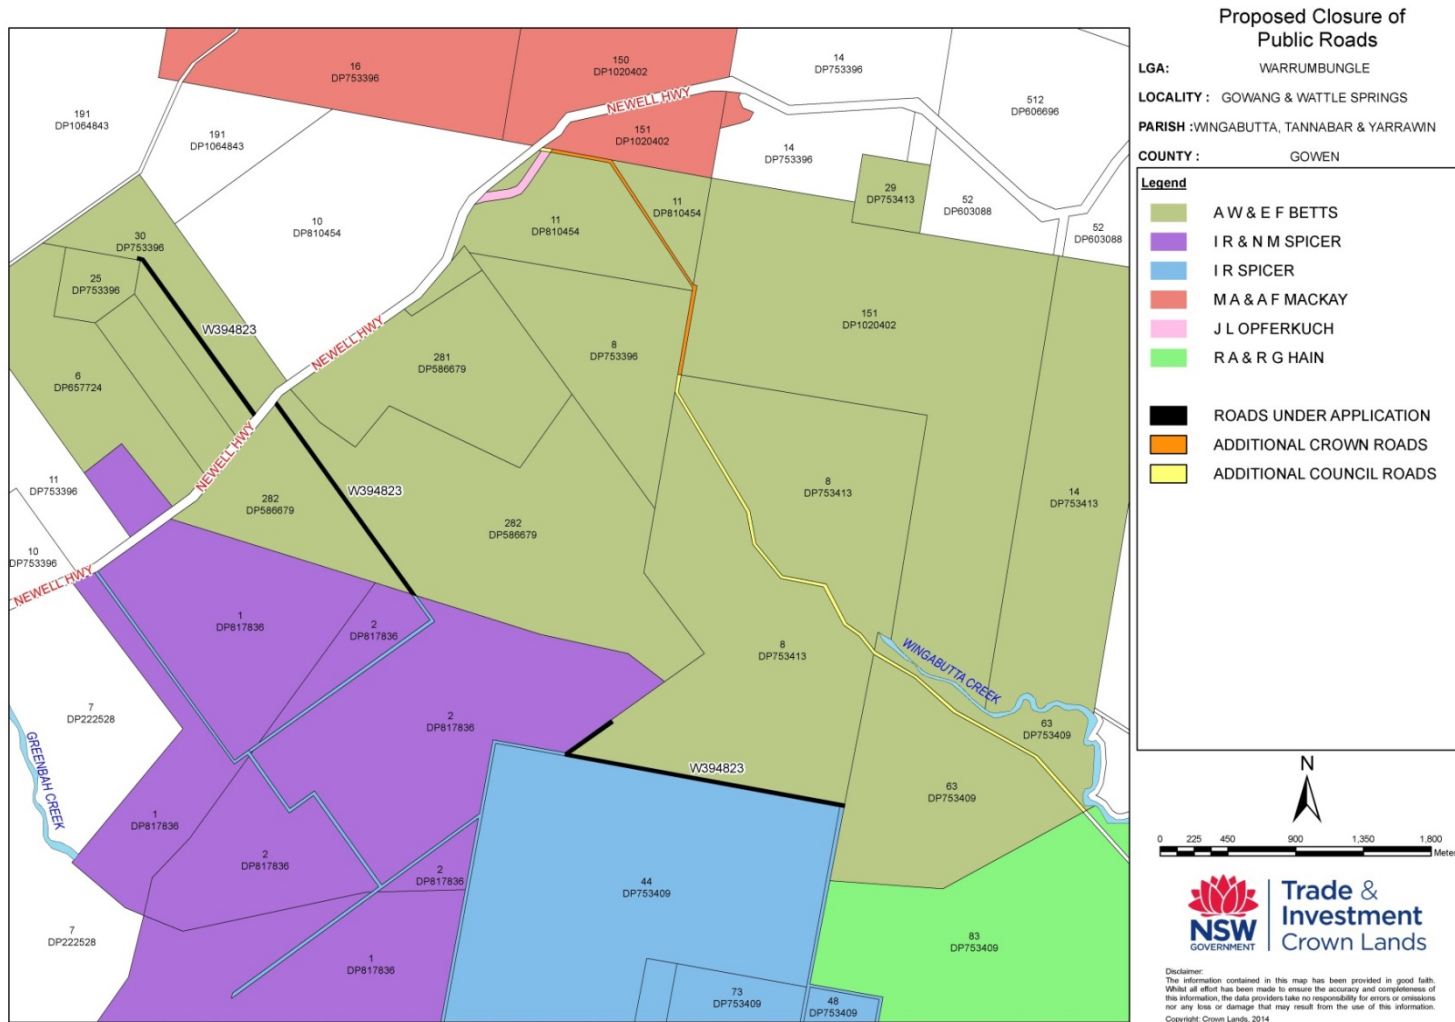 Proposed Closure of
Public Roads
LGA: WARRUMBUNGLE
LOCALITY : GOWANG & WATTLE SPRINGS
PARISH :WINGABUTTA, TANNABAR & YARRAWIN
COUNTY : GOWEN
Legend
A W & E F BETTS
I R & N M SPICER
I R SPICER
M A & A F MACKAY
J L OPFERKUCH
R A & R G HAIN
ROADS UNDER APPLICATION
ADDITIONAL CROWN ROADS
ADDITIONAL COUNCIL ROADS
N
0 225 450 900 1,350 1,800
Meter
NSW
GOVERNMENT
Trade &
Investment
Crown Lands
Disclaimer:
The information contained in this map has been provided in good faith.
Whilst all effort has been made to ensure the accuracy and completeness of
this information, the data providers take no responsibility for errors or omissions
nor any loss or damage that may result from the use of this information.
Copyright: Crown Lands, 2014
16
DP753396
150
DP1020402
14
DP753396
512
DP606696
191
DP1064843
191
DP1064843
NEWELL HWY
151
DP1020402
14
DP753396
29
DP753413
52
DP603088
52
DP603088
10
DP810454
11
DP810454
11
DP810454
30
DP753396
25
DP753396
W394823
NEWELL HWY
151
DP1020402
281
DP586679
8
DP753396
6
DP657724
NEWELL HWY
11
DP753396
W394823
282
DP586679
282
DP586679
8
DP753413
14
DP753413
10
DP753396
NEWELL HWY
1
DP817836
2
DP817836
8
DP753413
WINGABUTTA CREEK
7
DP222528
2
DP817836
63
DP753409
GREENBAH CREEK
W394823
63
DP753409
1
DP817836
2
DP817836
2
DP817836
44
DP753409
7
DP222528
1
DP817836
83
DP753409
73
DP753409
48
DP753409